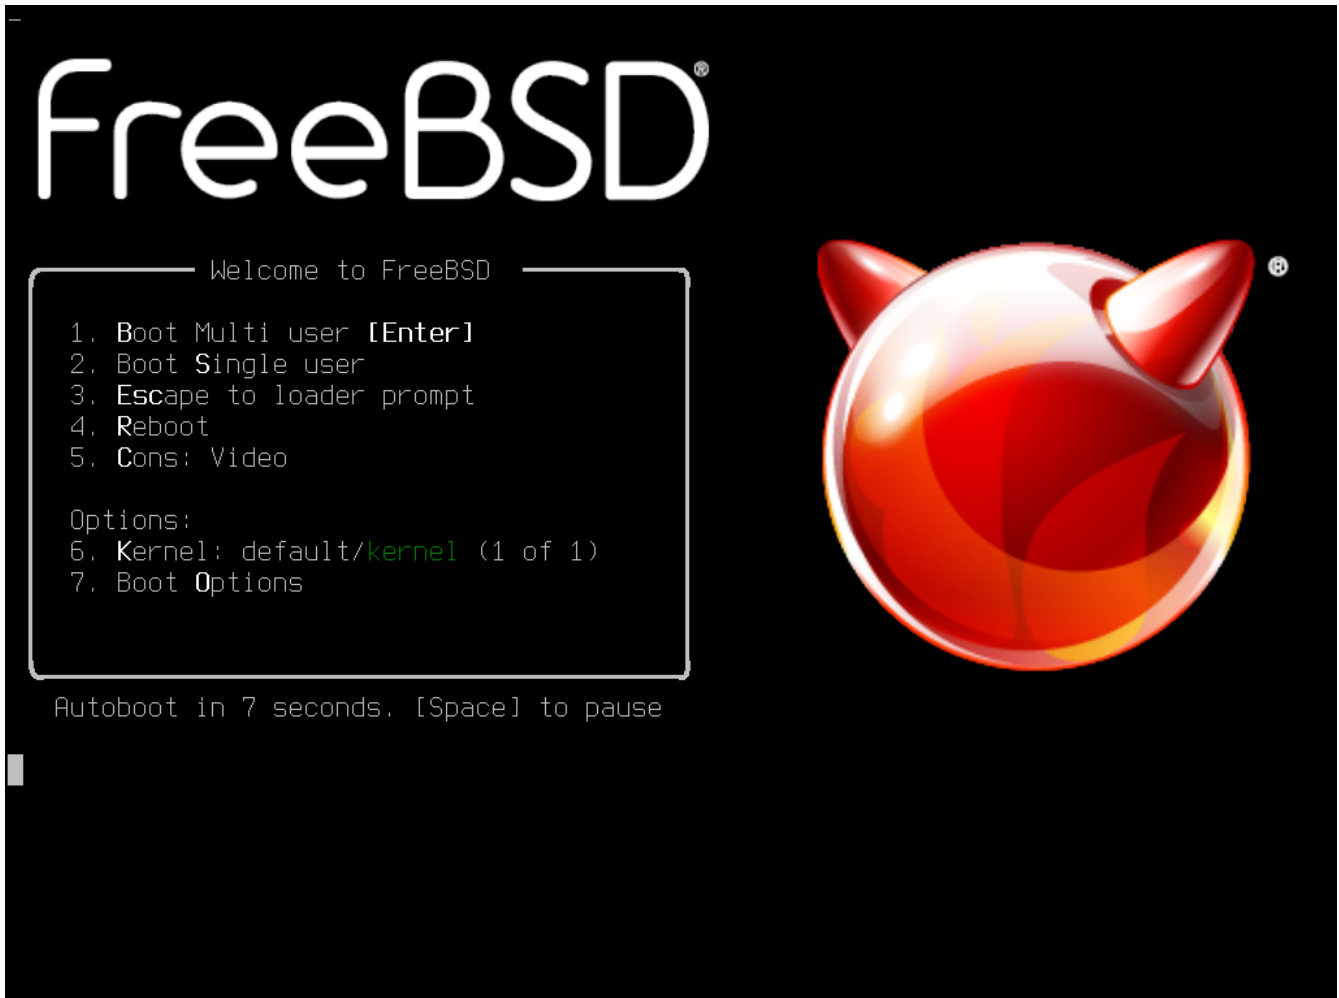 FreeBSD®
Welcome to FreeBSD
1. Boot Multi user [Enter]
2. Boot Single user
3. Escape to loader prompt
4. Reboot
5. Cons: Video
Options:
6. Kernel: default/kernel (1 of 1)
7. Boot Options
Autoboot in 7 seconds. [Space] to pause
®